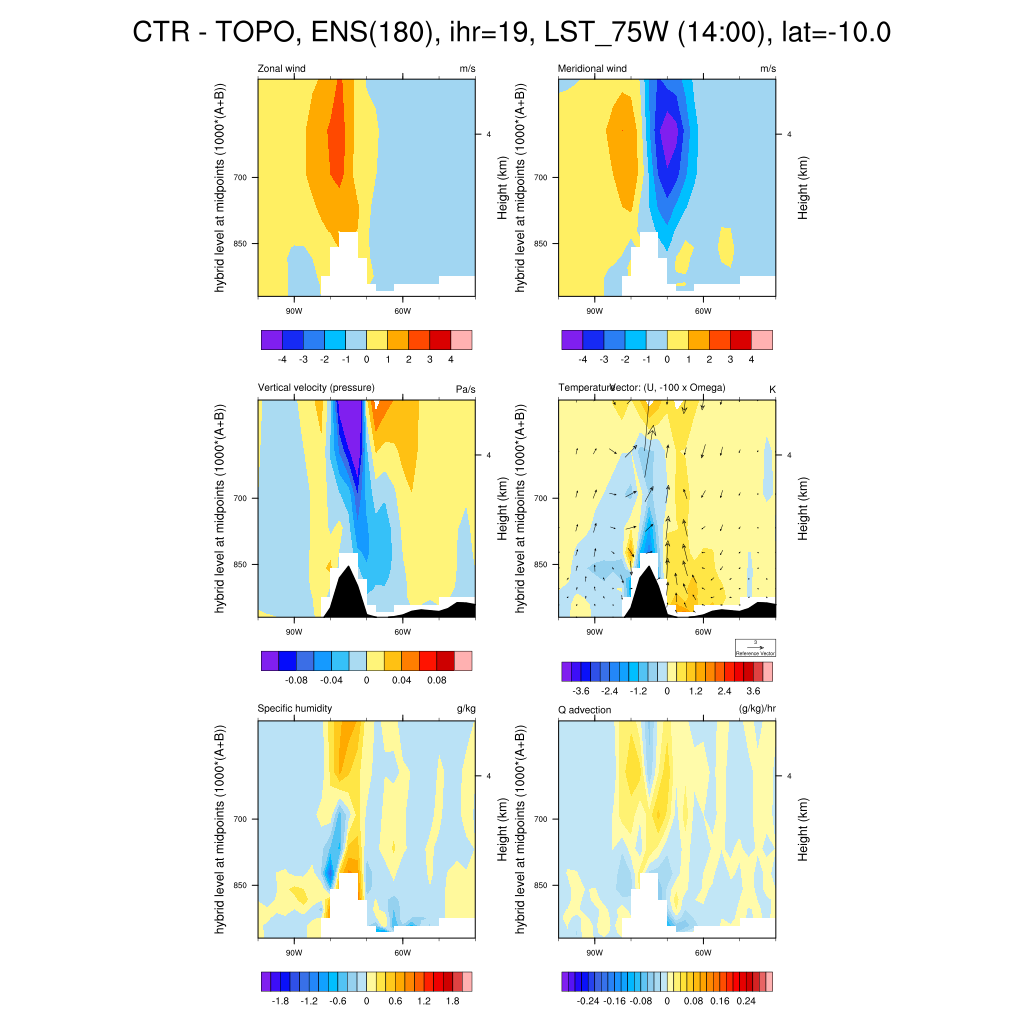 CTR - TOPO, ENS(180), ihr=19, LST_75W (14:00), lat=-10.0
Zonal wind m/s
hybrid level at midpoints (1000*(A+B))
700
850
4
Height (km)
90W 60W
-4 -3 -2 -1 0 1 2 3 4
Meridional wind m/s
hybrid level at midpoints (1000*(A+B))
700
850
4
Height (km)
90W 60W
-4 -3 -2 -1 0 1 2 3 4
Vertical velocity (pressure) Pa/s
hybrid level at midpoints (1000*(A+B))
700
850
4
Height (km)
90W 60W
-0.08 -0.04 0 0.04 0.08
Temperature Vector: (U, -100 x Omega) K
hybrid level at midpoints (1000*(A+B))
700
850
4
Height (km)
90W 60W
3
Reference Vector
-3.6 -2.4 -1.2 0 1.2 2.4 3.6
Specific humidity g/kg
hybrid level at midpoints (1000*(A+B))
700
850
4
Height (km)
90W 60W
-1.8 -1.2 -0.6 0 0.6 1.2 1.8
Q advection (g/kg)/hr
hybrid level at midpoints (1000*(A+B))
700
850
4
Height (km)
90W 60W
-0.24 -0.16 -0.08 0 0.08 0.16 0.24